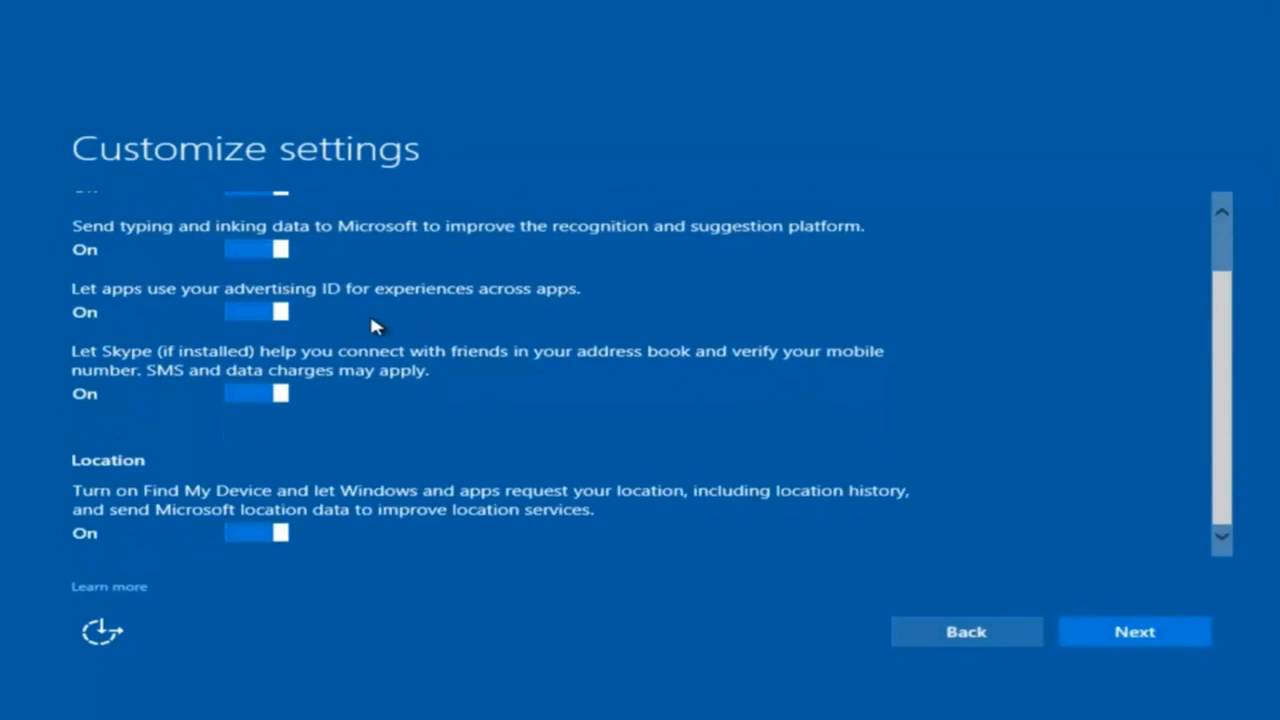 Customize settings
Send typing and inking data to Microsoft to improve the recognition and suggestion platform.
On
Let apps use your advertising ID for experiences across apps.
On
Let Skype (if installed) help you connect with friends in your address book and verify your mobile
number. SMS and data charges may apply.
On
Location
Turn on Find My Device and let Windows and apps request your location, including location history,
and send Microsoft location data to improve location services.
On
Learn more
Back
Next